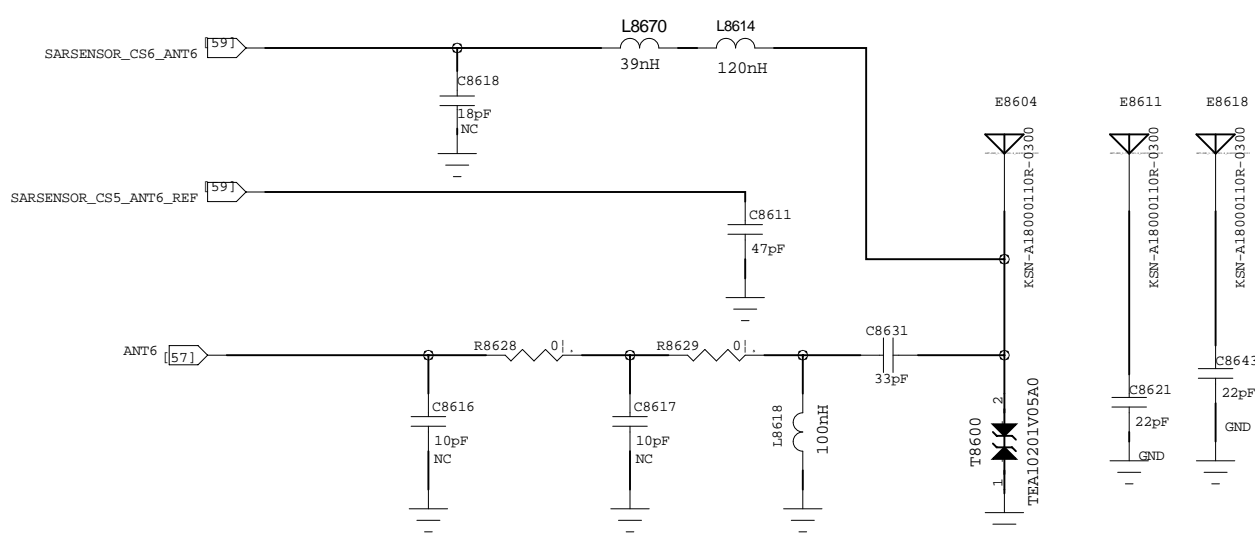 L8670
L8614
SARSENSOR_CS6_ANT6
[59]
39nH
120nH
C8618
18pF
NC
E8604
E8611
E8618
KSN-A18000110R-0300
KSN-A18000110R-0300
KSN-A18000110R-0300
SARSENSOR_CS5_ANT6_REF
[59]
C8611
47pF
ANT6
[57]
R8628
0
R8629
0
C8631
33pF
C8616
10pF
NC
C8617
10pF
NC
L8618
100nH
2
T8600
1
TEA10201V05A0
C8621
22pF
GND
C8643
22pF
GND